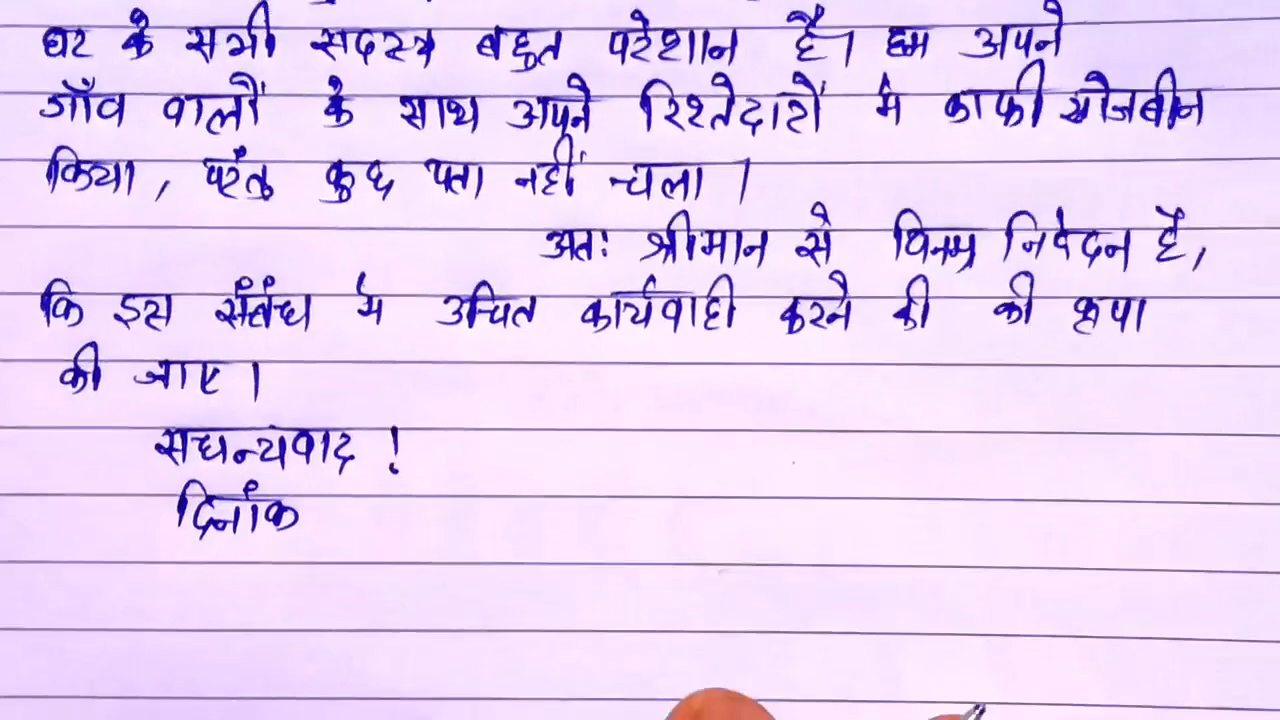 घर के सभी सदस्य बहुत परेशान हैं। हम अपने
गाँव वालों के साथ अपने रिश्तेदारों मे काफी खोजबीन
किया, परंतु कुछ पता नहीं चला।
अतः श्रीमान से विनम्र निवेदन है,
कि इस संबंध मे उचित कार्यवाही करने की की कृपा
की जाए।
सधन्यवाद !
दिनांक